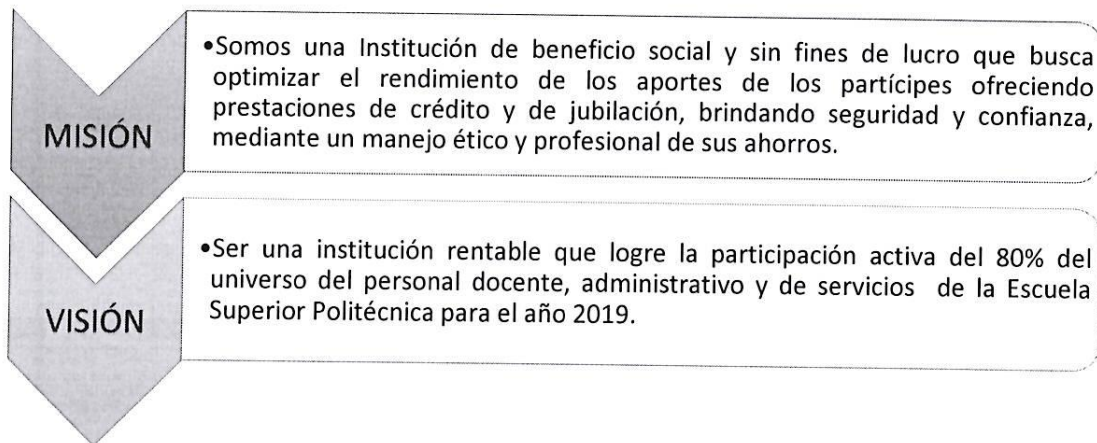 MISIÓN
•Somos una Institución de beneficio social y sin fines de lucro que busca
optimizar el rendimiento de los aportes de los partícipes ofreciendo
prestaciones de crédito y de jubilación, brindando seguridad y confianza,
mediante un manejo ético y profesional de sus ahorros.
VISIÓN
•Ser una institución rentable que logre la participación activa del 80% del
universo del personal docente, administrativo y de servicios de la Escuela
Superior Politécnica para el año 2019.